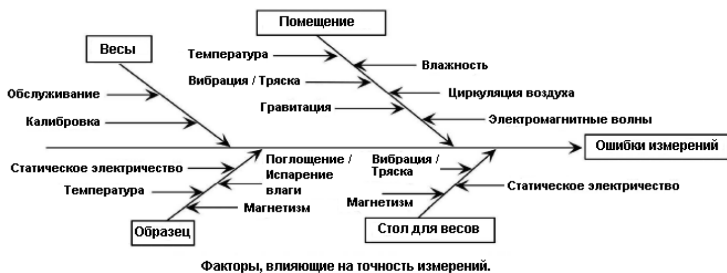 Помещение
Весы
Температура
Влажность
Обслуживание
Вибрация / Тряска
Циркуляция воздуха
Калибровка
Гравитация
Электромагнитные волны
Ошибки измерений
Статическое электричество
Поглощение /
Испарение
влаги
Вибрация /
Тряска
Температура
Статическое электричество
Магнетизм
Магнетизм
Образец
Стол для весов
Факторы, влияющие на точность измерений.